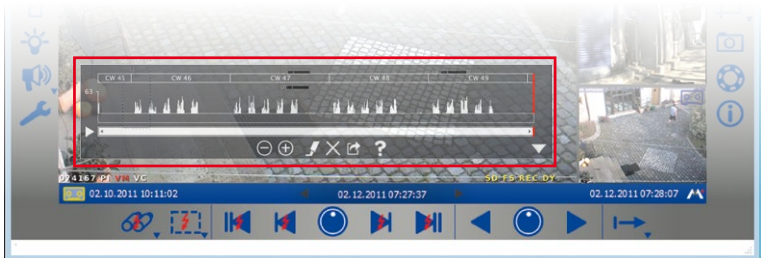 CW 45 CW 46 CW 47 CW 48 CW 49
63
?
074167 PI VM VC SD FS REC DY
02.10.2011 10:11:02 02.12.2011 07:27:37 02.12.2011 07:28:07